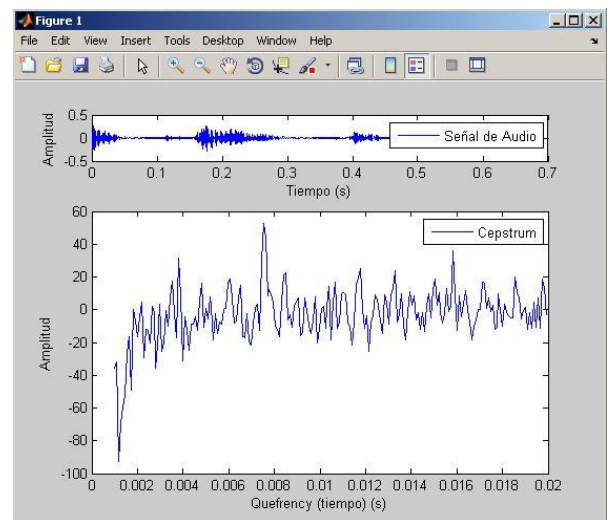 Figure 1
File Edit View Insert Tools Desktop Window Help
0.5
0
-0.5
Amplitud
Señal de Audio
0 0.1 0.2 0.3 0.4 0.5 0.6 0.7
Tiempo (s)
60
40
20
0
-20
-40
-60
-80
-100
Amplitud
Cepstrum
0 0.002 0.004 0.006 0.008 0.01 0.012 0.014 0.016 0.018 0.02
Quefrency (tiempo) (s)